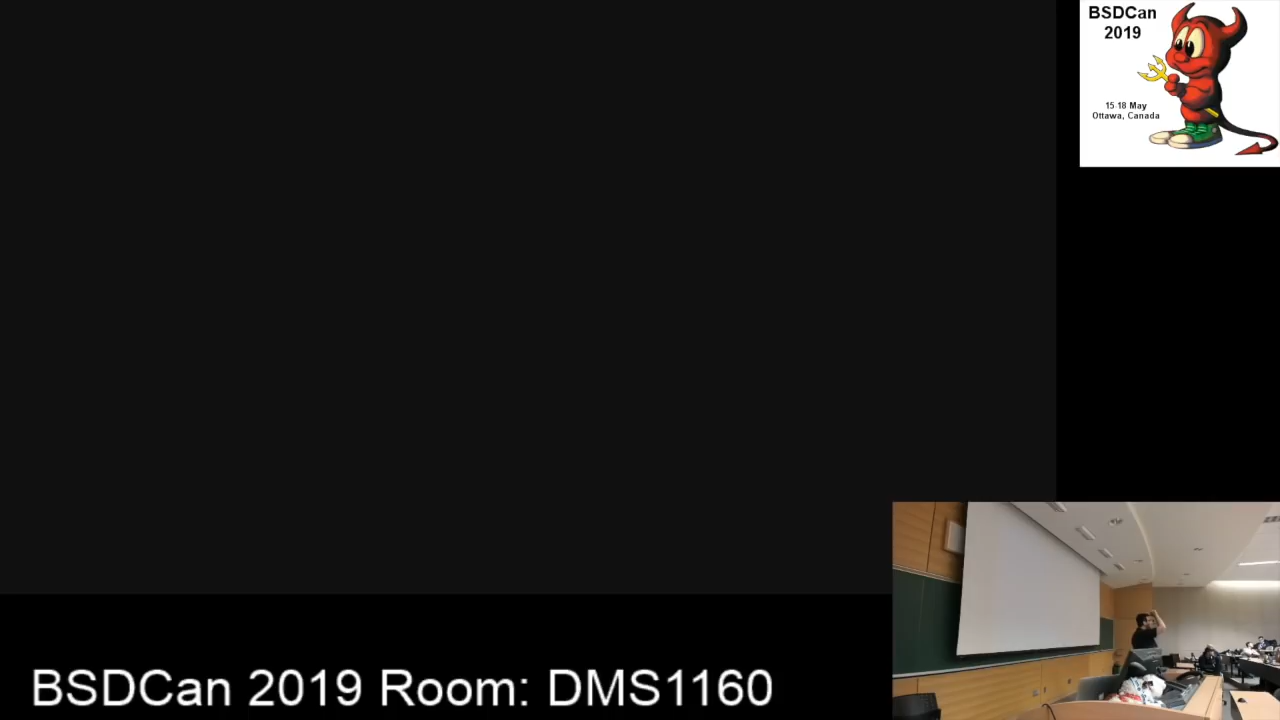 BSDCan
2019
15 18 May
Ottawa, Canada
BSDCan 2019 Room: DMS1160